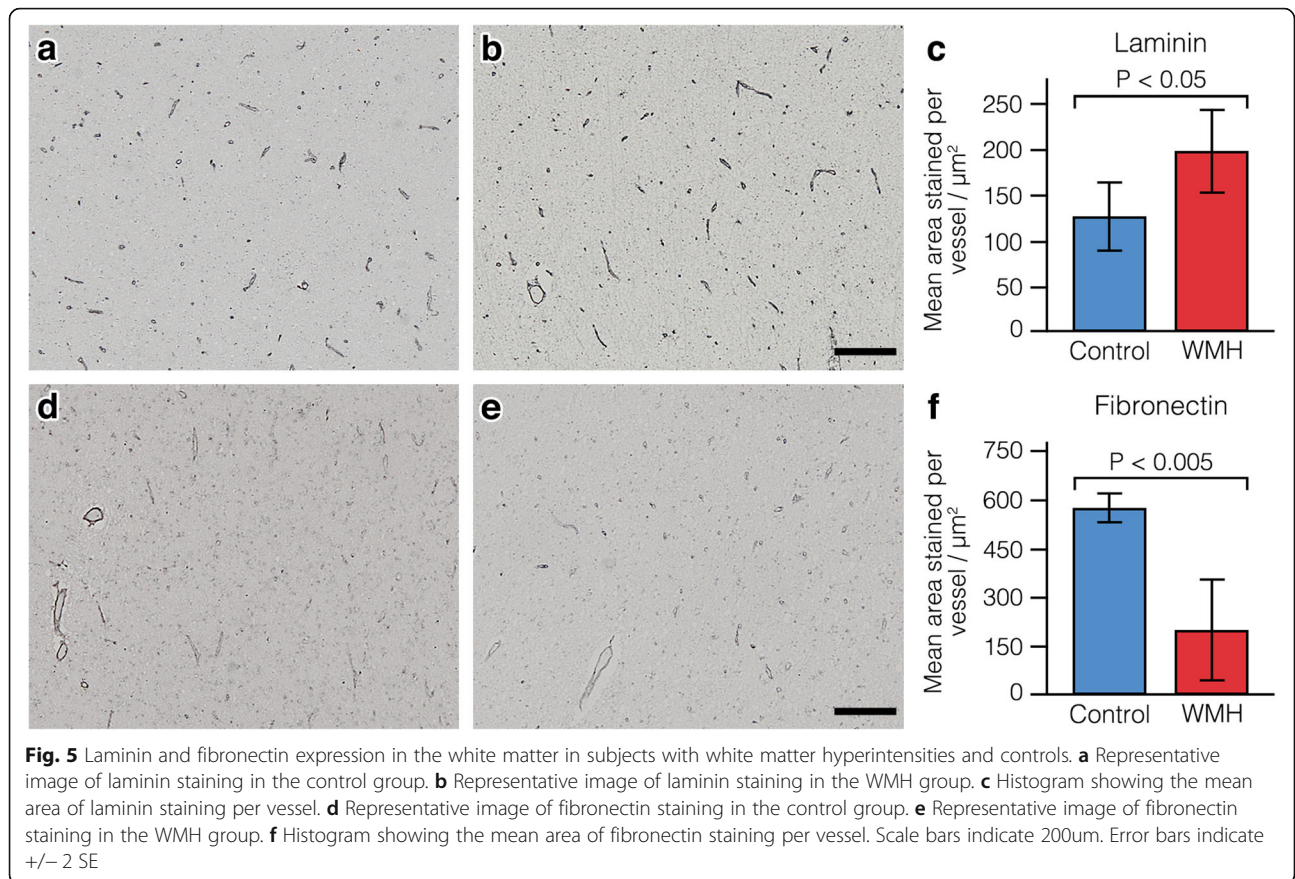 a
b
c
Laminin
P < 0.05
Mean area stained per
vessel / µm²
250
200
150
100
50
0
Control WMH
d
e
f
Fibronectin
P < 0.005
Mean area stained per
vessel / µm²
750
600
450
300
150
0
Control WMH
Fig. 5 Laminin and fibronectin expression in the white matter in subjects with white matter hyperintensities and controls. a Representative
image of laminin staining in the control group. b Representative image of laminin staining in the WMH group. c Histogram showing the mean
area of laminin staining per vessel. d Representative image of fibronectin staining in the control group. e Representative image of fibronectin
staining in the WMH group. f Histogram showing the mean area of fibronectin staining per vessel. Scale bars indicate 200um. Error bars indicate
+/− 2 SE